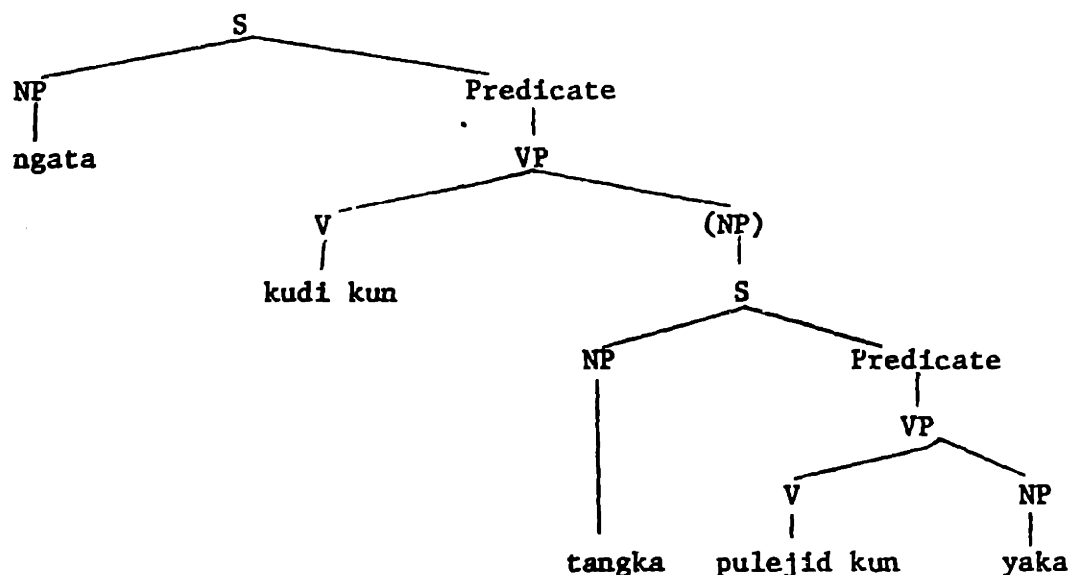 S
NP Predicate
ngata VP
V (NP)
kudi kun S
NP Predicate
VP
V NP
tangka pulejid kun yaka